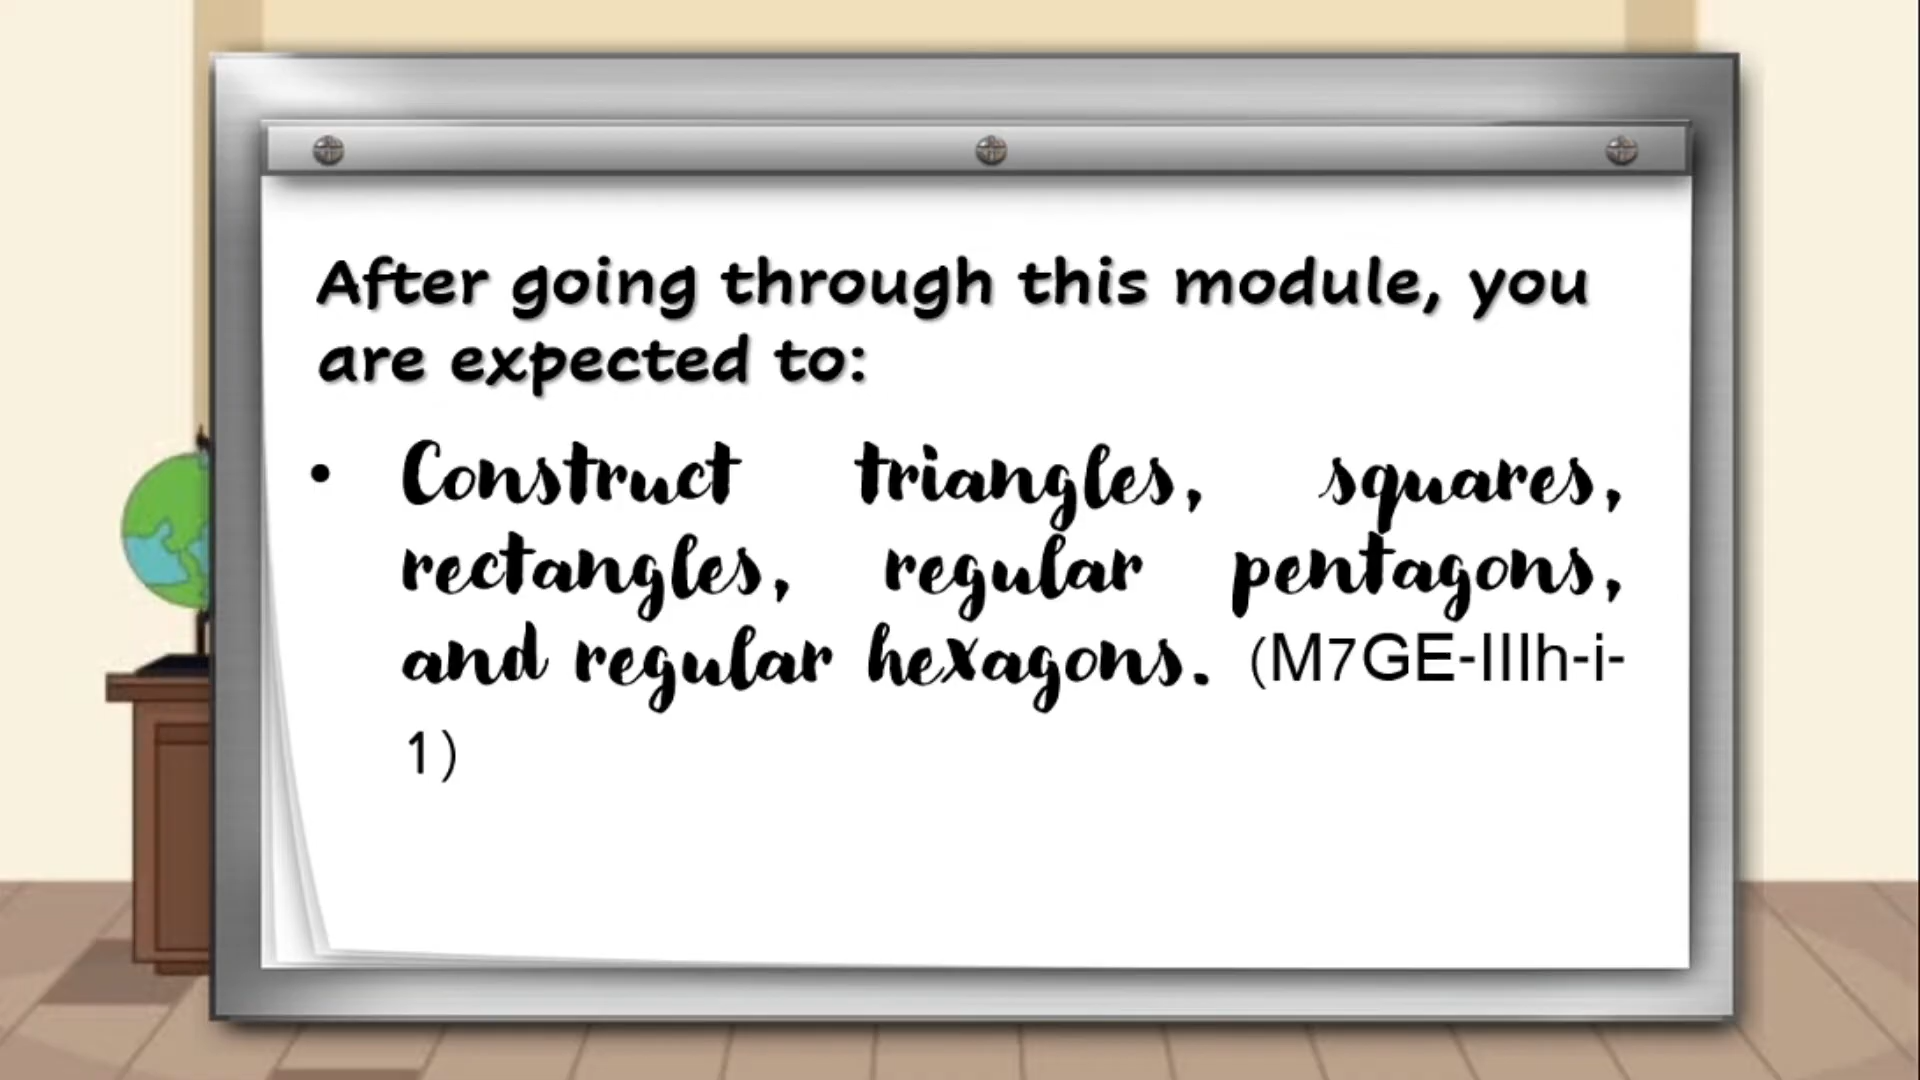 After going through this module, you
are expected to:
• Construct triangles, squares,
rectangles, regular pentagons,
and regular hexagons. (M7GE-IIIh-i-
1)